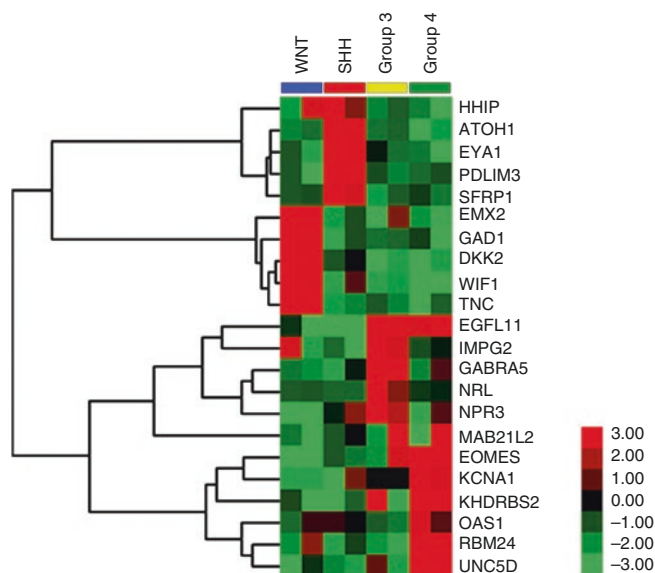 WNT
SHH
Group 3
Group 4
HHIP
ATOH1
EYA1
PDLIM3
SFRP1
EMX2
GAD1
DKK2
WIF1
TNC
EGFL11
IMPG2
GABRA5
NRL
NPR3
MAB21L2
EOMES
KCNA1
KHDRBS2
OAS1
RBM24
UNC5D
3.00
2.00
1.00
0.00
–1.00
–2.00
–3.00